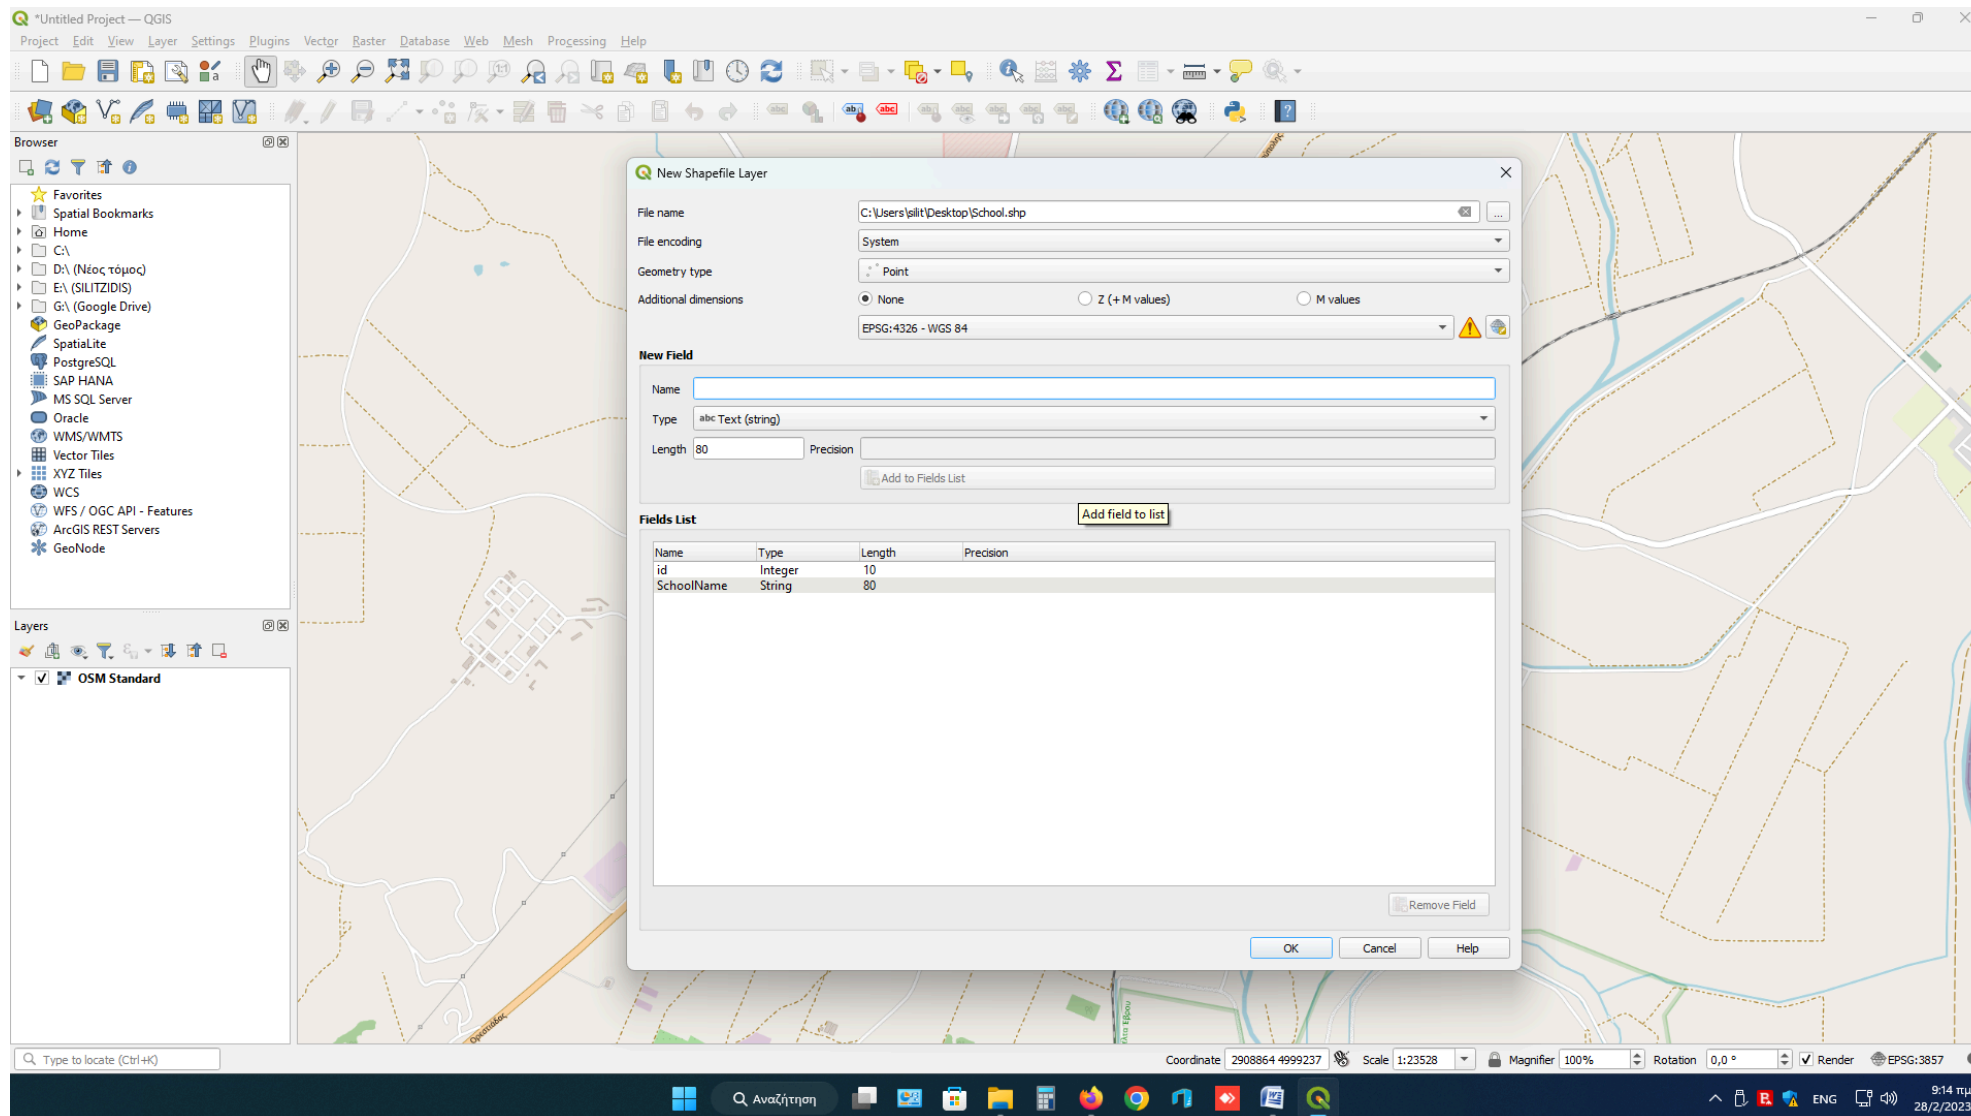 *Untitled Project — QGIS
Project Edit View Layer Settings Plugins Vector Raster Database Web Mesh Processing Help
Browser
Favorites
Spatial Bookmarks
Home
C:\
D:\ (Νέος τόμος)
E:\ (SILITZIDIS)
G:\ (Google Drive)
GeoPackage
SpatiaLite
PostgreSQL
SAP HANA
MS SQL Server
Oracle
WMS/WMTS
Vector Tiles
XYZ Tiles
WCS
WFS / OGC API - Features
ArcGIS REST Servers
GeoNode
Layers
OSM Standard
New Shapefile Layer
File name C:\Users\silit\Desktop\School.shp ...
File encoding System
Geometry type Point
Additional dimensions None Z (+ M values) M values
EPSG:4326 - WGS 84
New Field
Name
Type abc Text (string)
Length 80 Precision
Add to Fields List
Add field to list
Fields List
Name Type Length Precision
id Integer 10
SchoolName String 80
Remove Field
OK Cancel Help
Type to locate (Ctrl+K) Coordinate 2908864 4999237 Scale 1:23528 Magnifier 100% Rotation 0,0 ° Render EPSG:3857
Αναζήτηση
ENG
9:14 πμ
28/2/2023